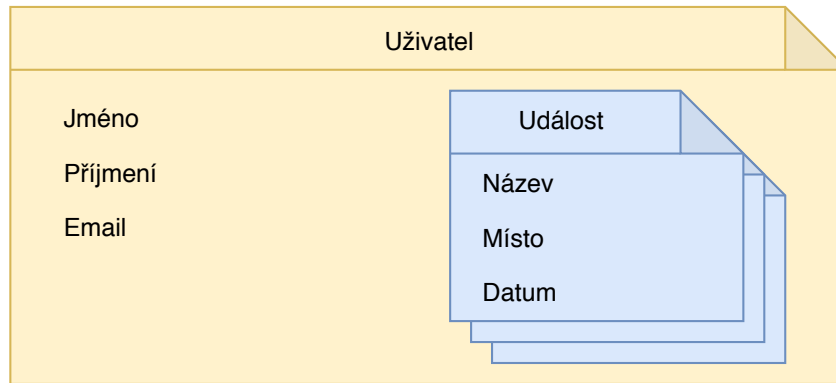 Uživatel
Jméno
Příjmení
Email
Událost
Název
Místo
Datum